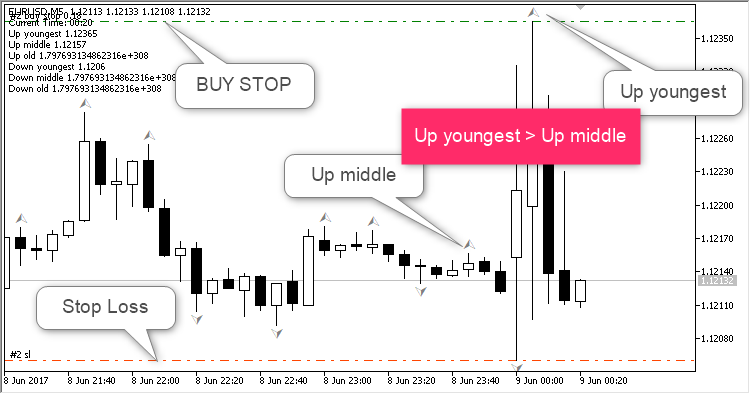 EURUSD,M5 1.12113 1.12133 1.12108 1.12132
#2 buy stop 0.18
Current Time: 00:20
Up youngest 1.12365
Up middle 1.12157
Up old 1.797693134862316e+308
Down youngest 1.1206
Down middle 1.797693134862316e+308
Down old 1.797693134862316e+308
BUY STOP
Up youngest
Up youngest > Up middle
Up middle
Stop Loss
#2 sl
1.12350
1.12260
1.12230
1.12200
1.12170
1.12140
1.12132
1.12110
1.12080
8 Jun 2017
8 Jun 21:40
8 Jun 22:00
8 Jun 22:20
8 Jun 22:40
8 Jun 23:00
8 Jun 23:20
8 Jun 23:40
9 Jun 00:00
9 Jun 00:20